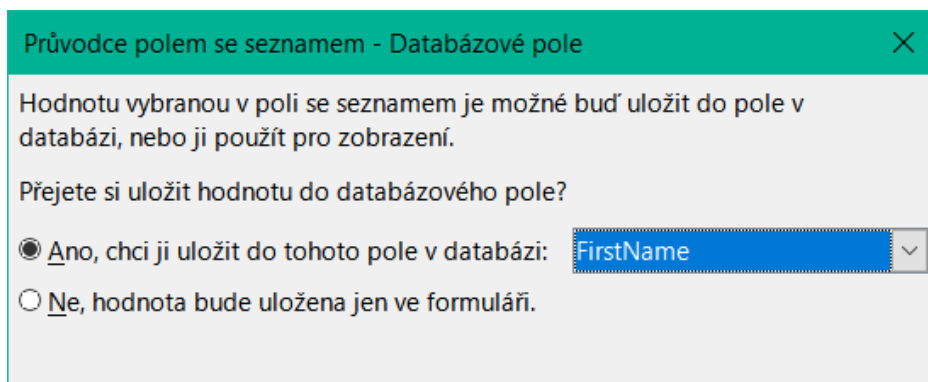 Průvodce polem se seznamem - Databázové pole
Hodnotu vybranou v poli se seznamem je možné buď uložit do pole v
databázi, nebo ji použít pro zobrazení.
Přejete si uložit hodnotu do databázového pole?
Ano, chci ji uložit do tohoto pole v databázi: FirstName
Ne, hodnota bude uložena jen ve formuláři.